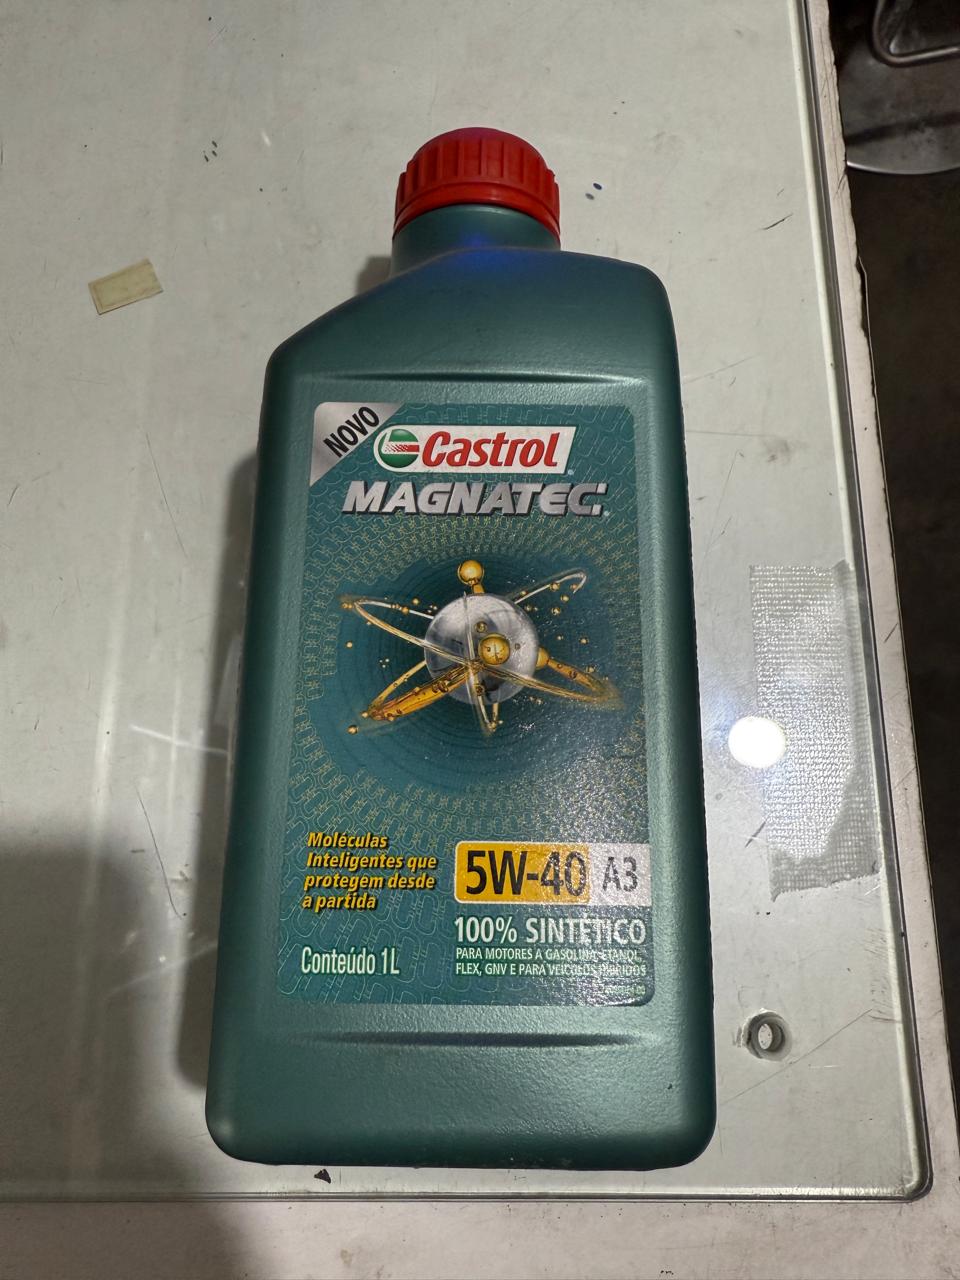 NOVO
Castrol
MAGNATEC
Moléculas
Inteligentes que
protegem desde
a partida
5W-40 A3
100% SINTÉTICO
PARA MOTORES A GASOLINA, ETANOL,
FLEX, GNV E PARA VEÍCULOS HÍBRIDOS
Conteúdo 1L